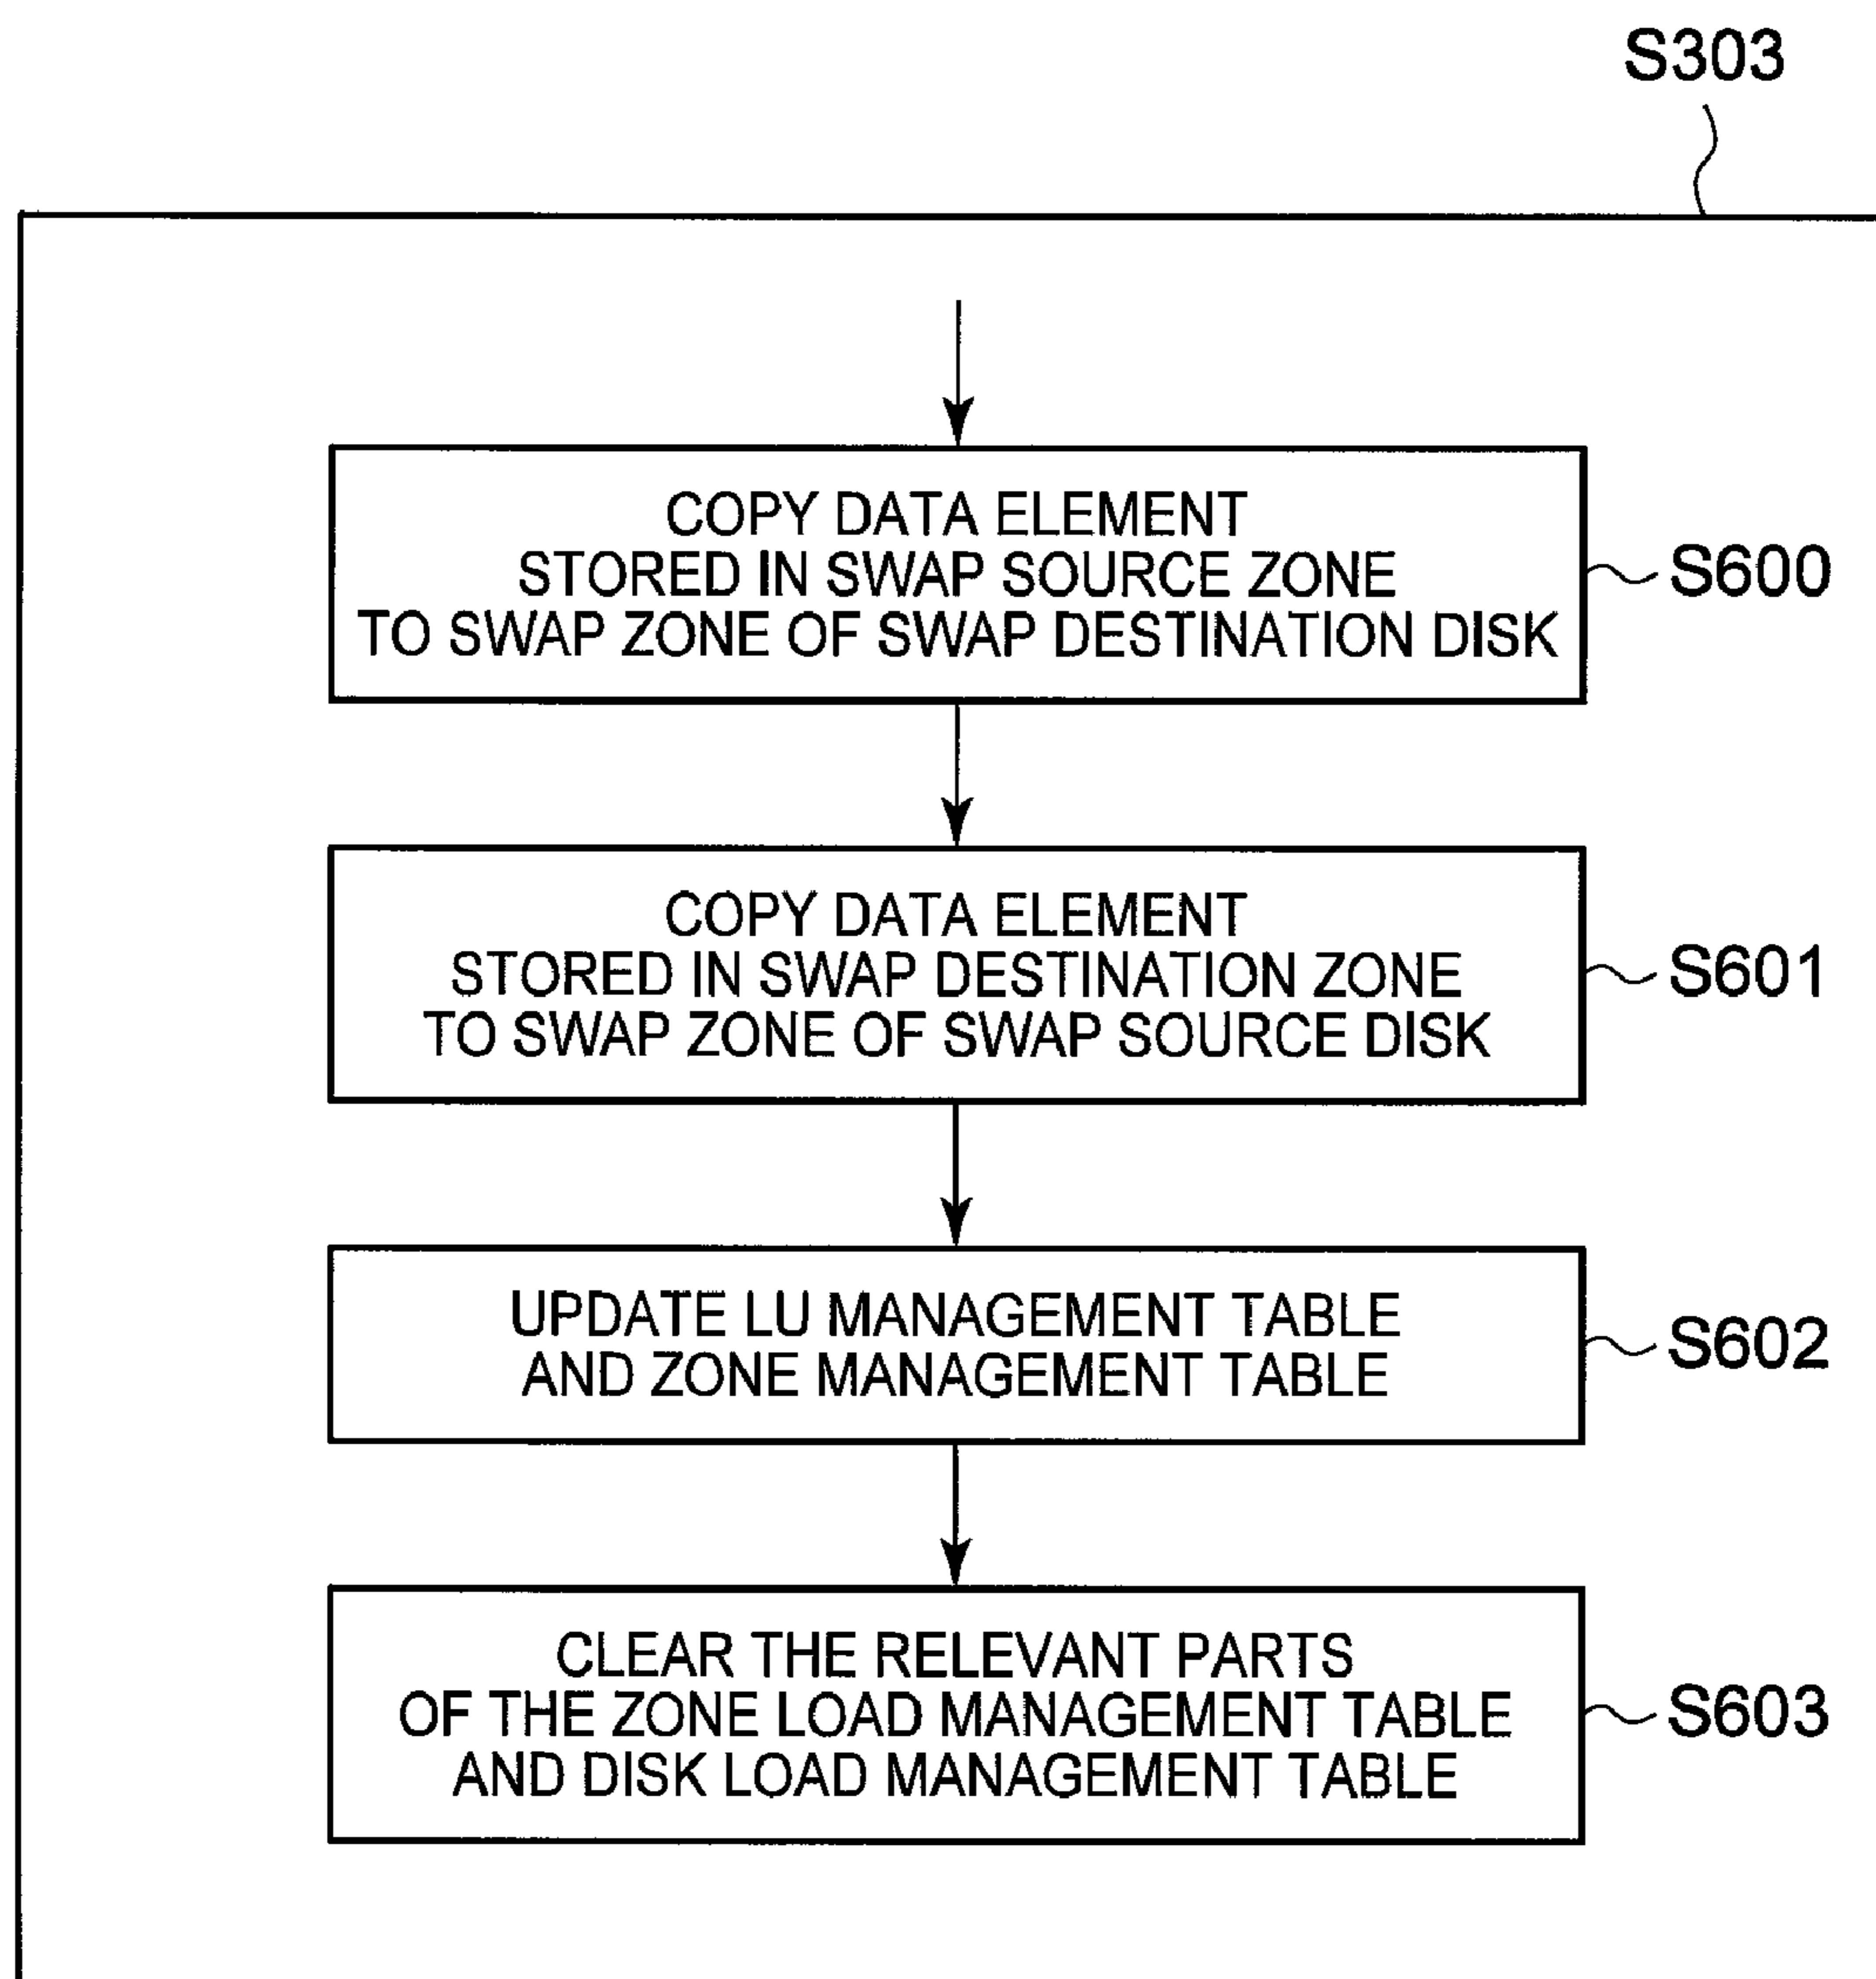 S303
COPY DATA ELEMENT
STORED IN SWAP SOURCE ZONE
TO SWAP ZONE OF SWAP DESTINATION DISK
S600
COPY DATA ELEMENT
STORED IN SWAP DESTINATION ZONE
TO SWAP ZONE OF SWAP SOURCE DISK
S601
UPDATE LU MANAGEMENT TABLE
AND ZONE MANAGEMENT TABLE
S602
CLEAR THE RELEVANT PARTS
OF THE ZONE LOAD MANAGEMENT TABLE
AND DISK LOAD MANAGEMENT TABLE
S603